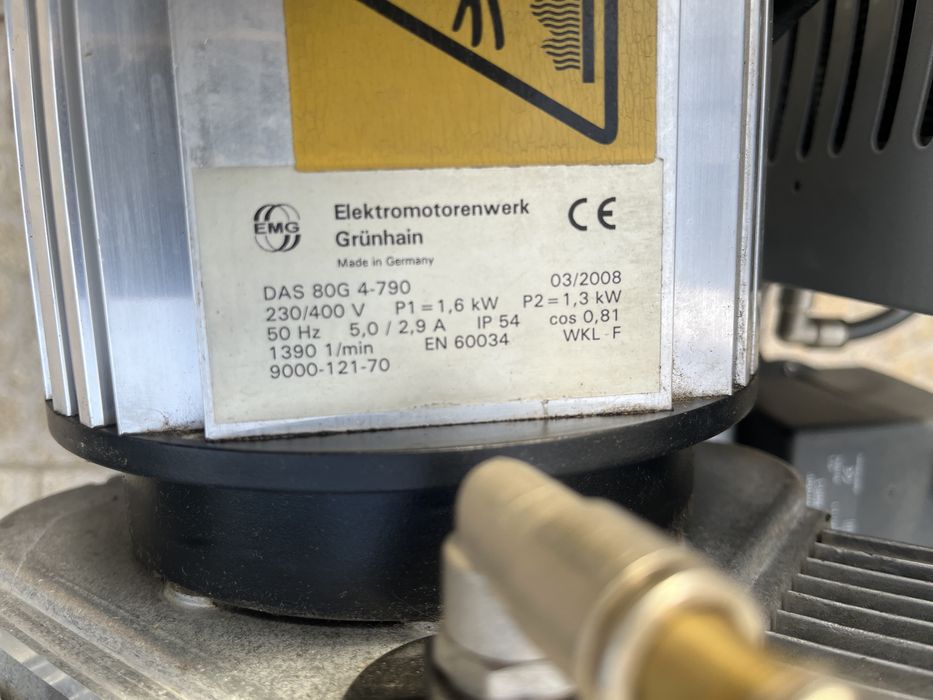 EMG
Elektromotorenwerk
Grünhain
CE
Made in Germany
DAS 80G 4-790 03/2008
230/400 V P1=1,6 kW P2=1,3 kW
50 Hz 5,0 / 2,9 A IP 54 cos 0,81
1390 1/min EN 60034 WKL - F
9000-121-70